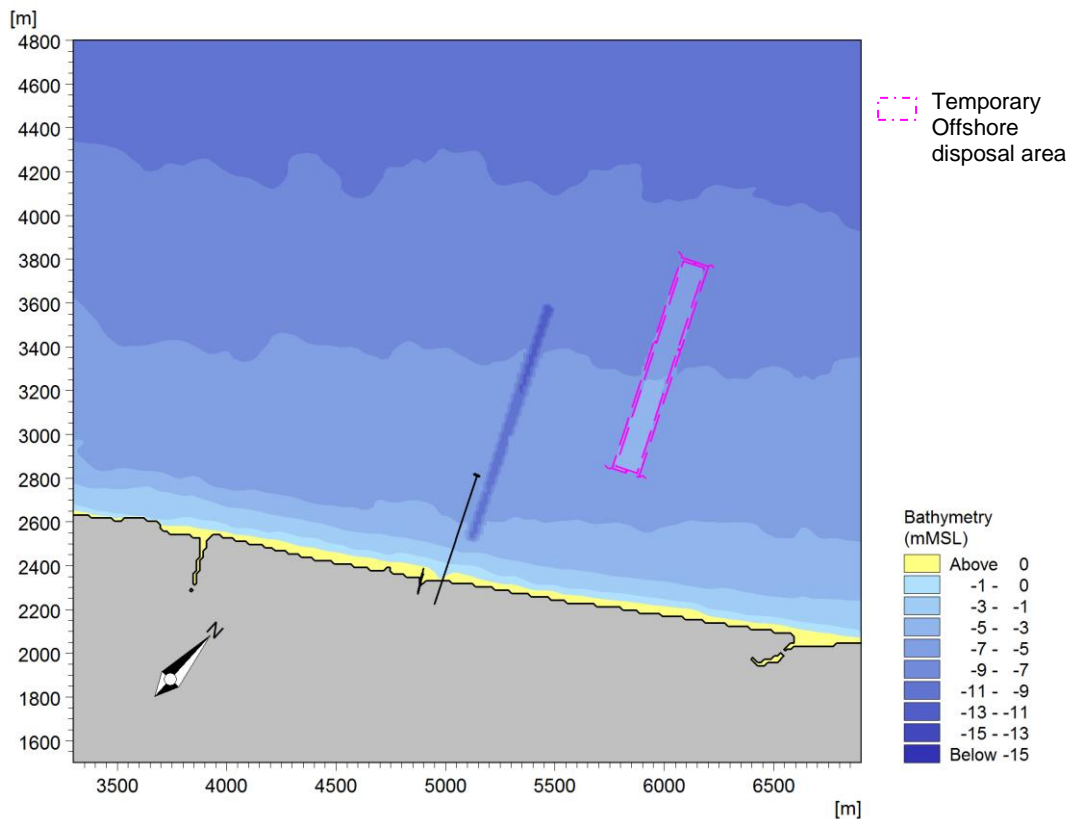 [m]
4800
4600
4400
4200
4000
3800
3600
3400
3200
3000
2800
2600
2400
2200
2000
1800
1600
3500 4000 4500 5000 5500 6000 6500
[m]
N
Temporary
Offshore
disposal area
Bathymetry
(mMSL)
Above 0
-1 - 0
-3 - -1
-5 - -3
-7 - -5
-9 - -7
-11 - -9
-13 - -11
-15 - -13
Below -15